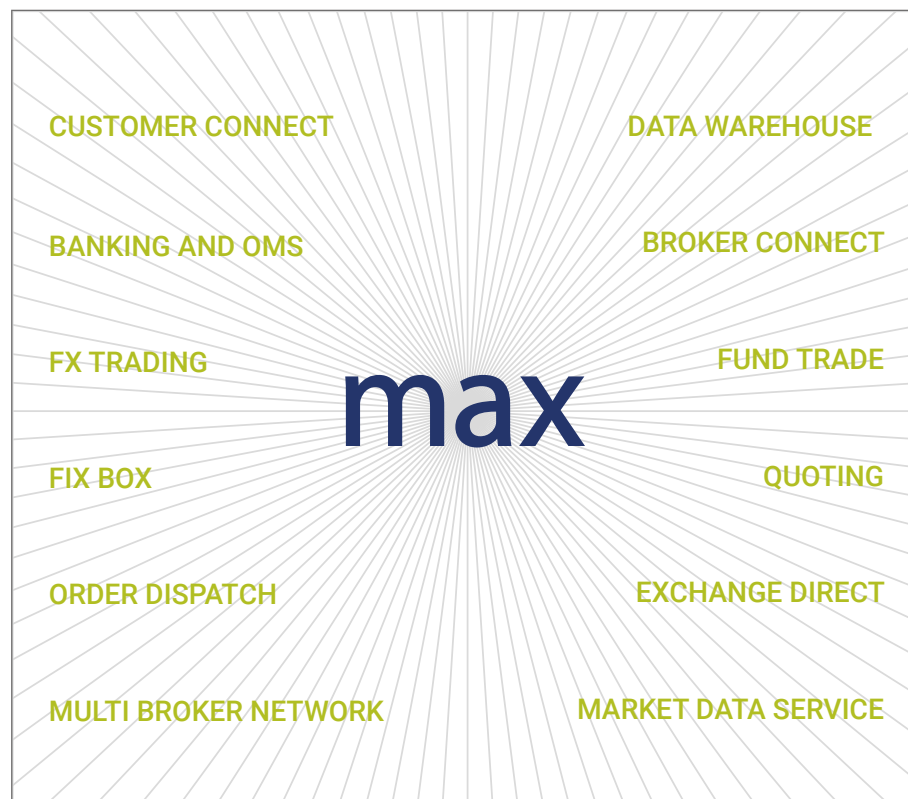 CUSTOMER CONNECT
DATA WAREHOUSE
BANKING AND OMS
BROKER CONNECT
FX TRADING
FUND TRADE
max
FIX BOX
QUOTING
ORDER DISPATCH
EXCHANGE DIRECT
MULTI BROKER NETWORK
MARKET DATA SERVICE